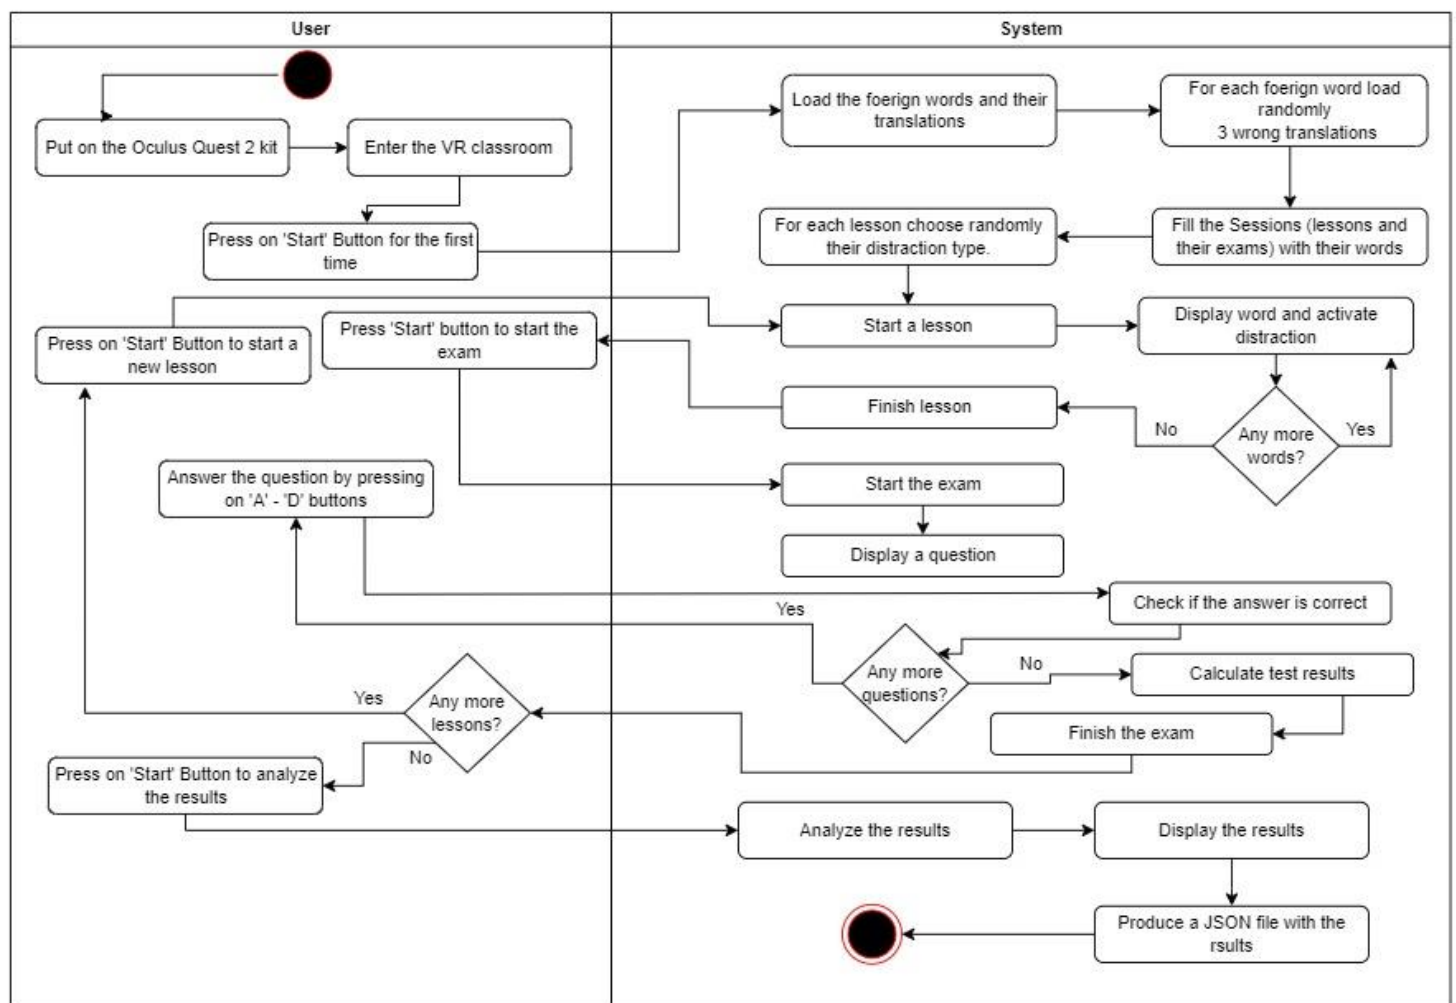 User
System
Put on the Oculus Quest 2 kit
Enter the VR classroom
Press on 'Start' Button for the first
time
Load the foerign words and their
translations
For each foerign word load
randomly
3 wrong translations
Fill the Sessions (lessons and
their exams) with their words
For each lesson choose randomly
their distraction type.
Start a lesson
Display word and activate
distraction
Any more
words?
Yes
No
Finish lesson
Press 'Start' button to start the
exam
Press on 'Start' Button to start a
new lesson
Start the exam
Display a question
Answer the question by pressing
on 'A' - 'D' buttons
Check if the answer is correct
Any more
questions?
Yes
No
Calculate test results
Finish the exam
Any more
lessons?
Yes
No
Press on 'Start' Button to analyze
the results
Analyze the results
Display the results
Produce a JSON file with the
rsults